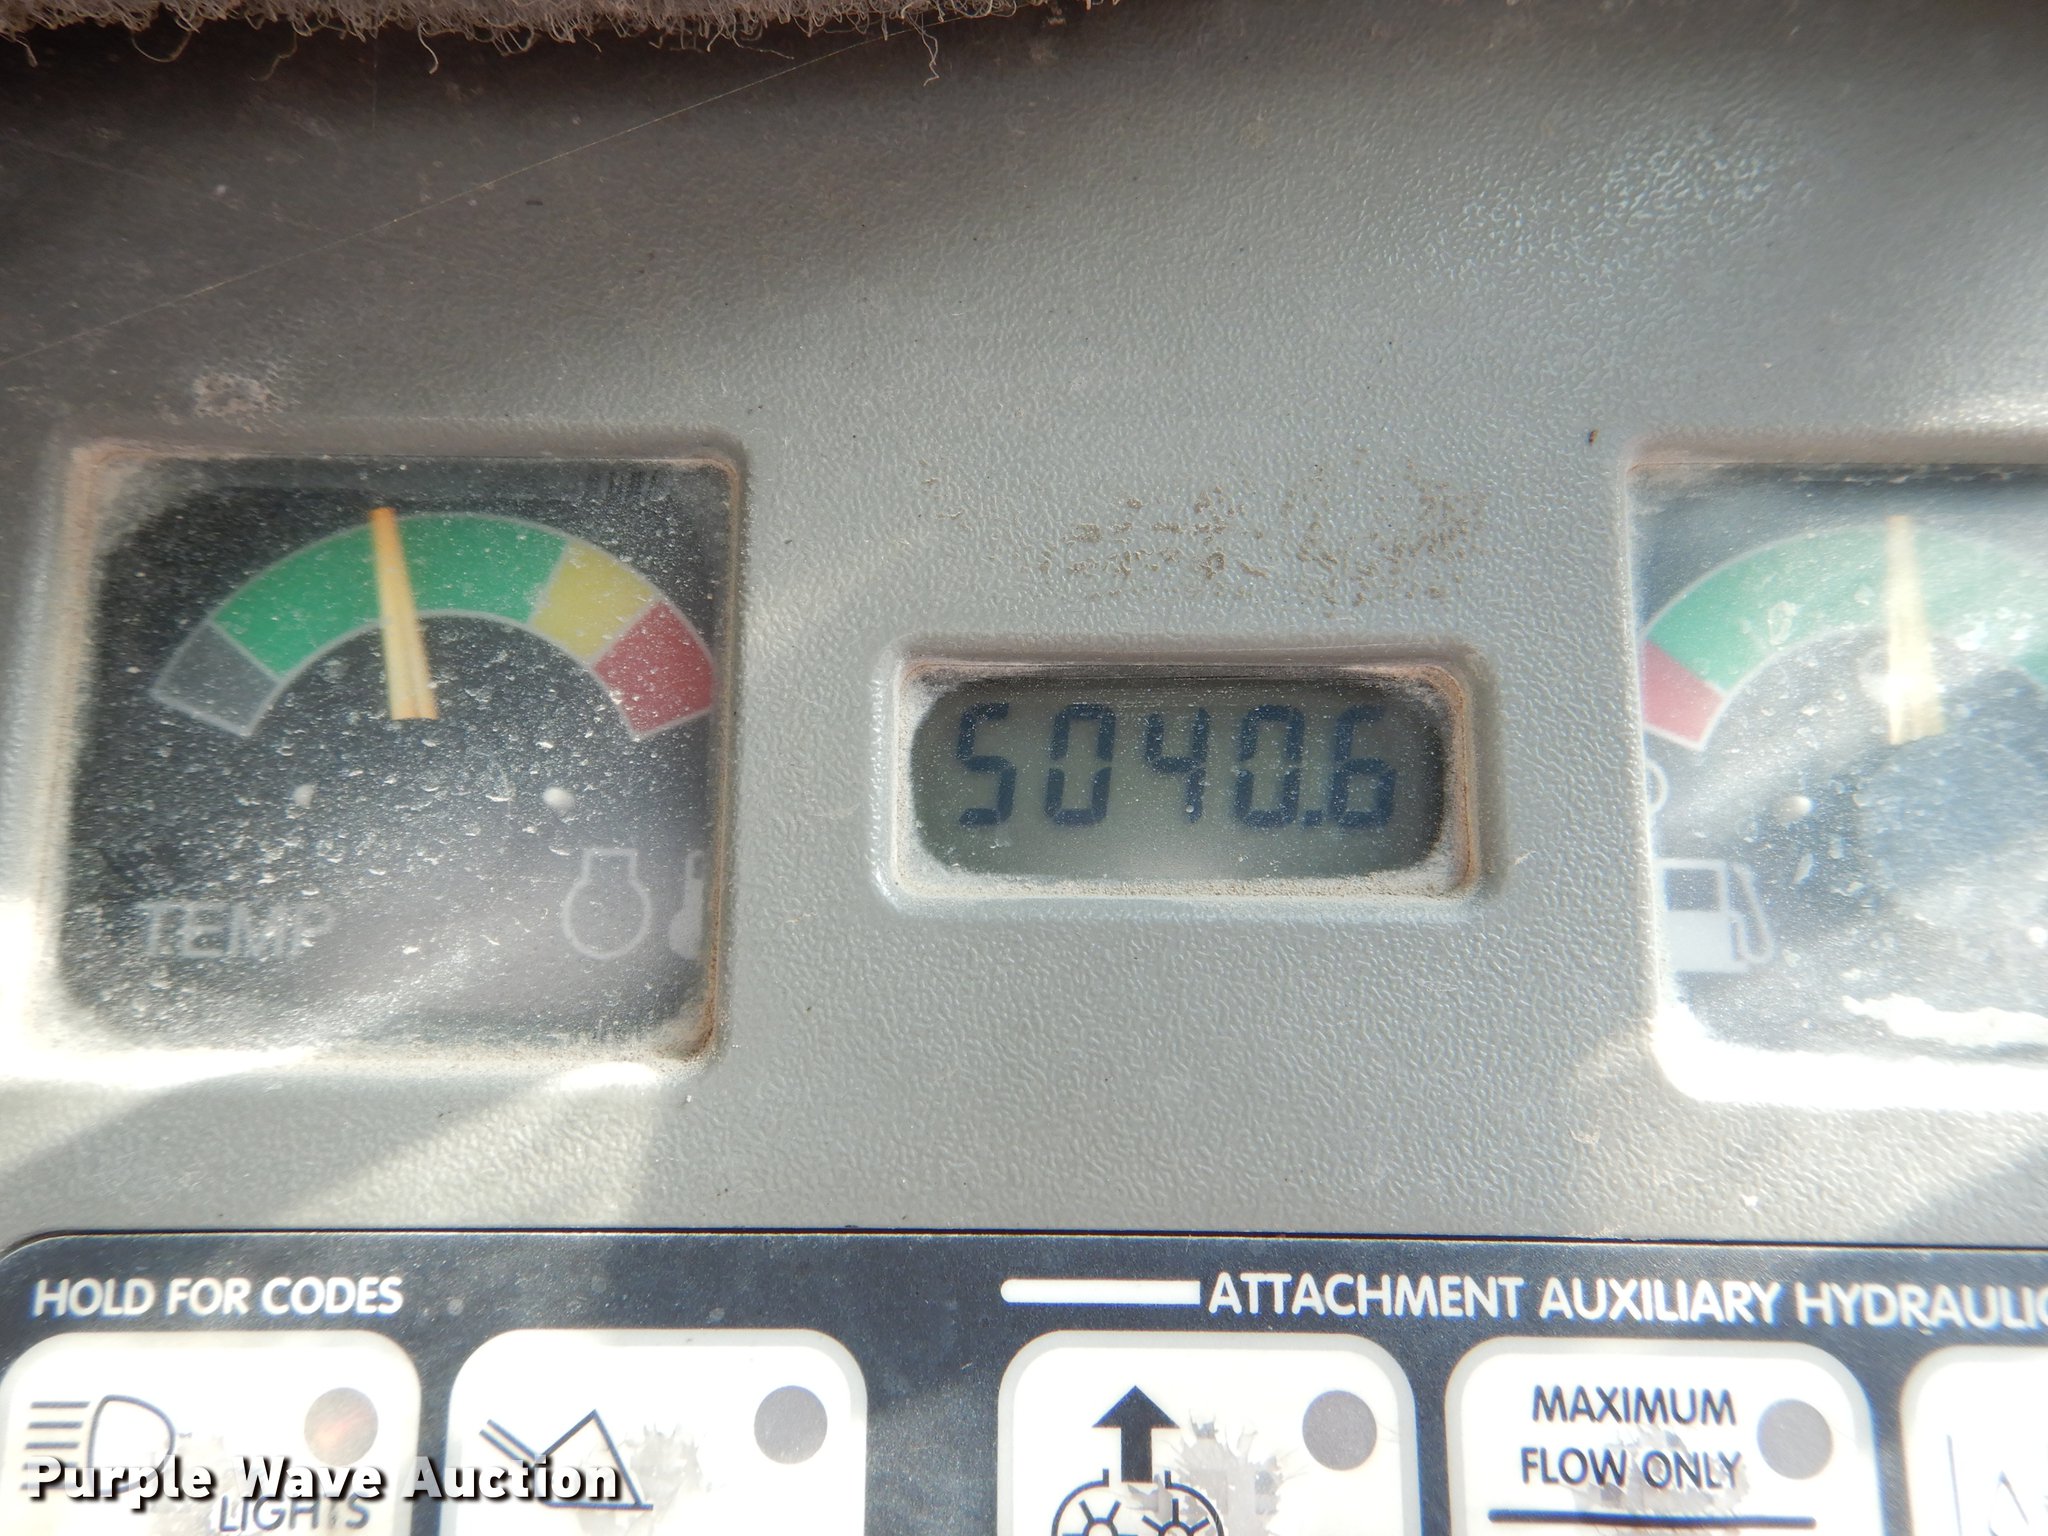 5040.6
TEMP
HOLD FOR CODES
ATTACHMENT AUXILIARY HYDRAULIC
MAXIMUM
FLOW ONLY
LIGHTS
Purple Wave Auction